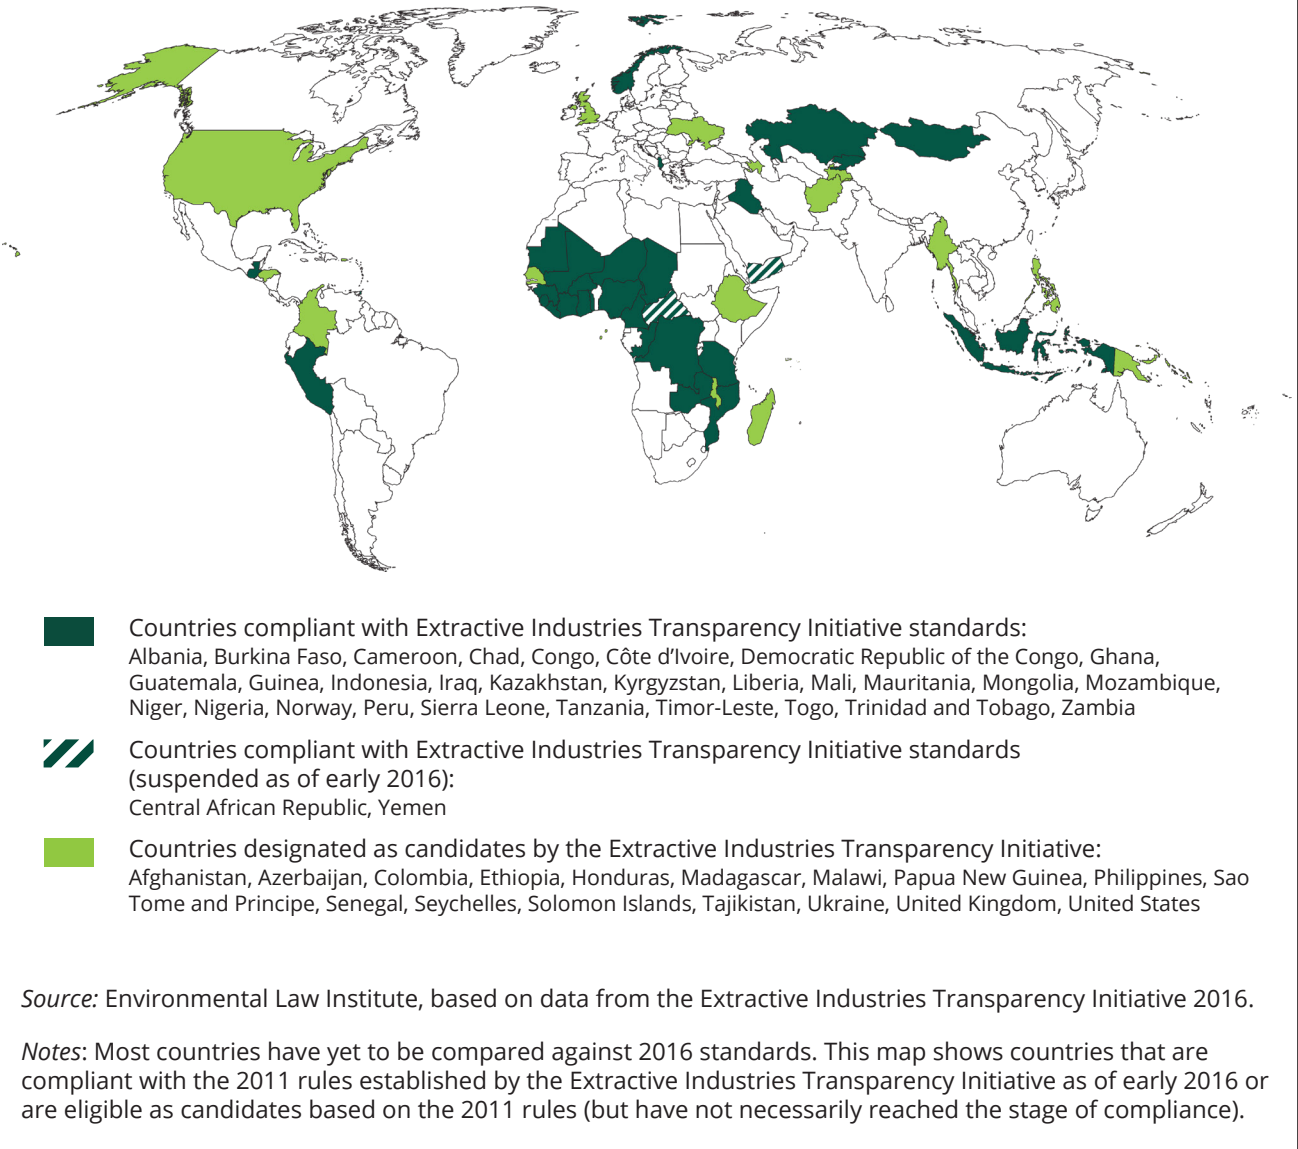 Countries compliant with Extractive Industries Transparency Initiative standards:
Albania, Burkina Faso, Cameroon, Chad, Congo, Côte d’Ivoire, Democratic Republic of the Congo, Ghana,
Guatemala, Guinea, Indonesia, Iraq, Kazakhstan, Kyrgyzstan, Liberia, Mali, Mauritania, Mongolia, Mozambique,
Niger, Nigeria, Norway, Peru, Sierra Leone, Tanzania, Timor-Leste, Togo, Trinidad and Tobago, Zambia
Countries compliant with Extractive Industries Transparency Initiative standards
(suspended as of early 2016):
Central African Republic, Yemen
Countries designated as candidates by the Extractive Industries Transparency Initiative:
Afghanistan, Azerbaijan, Colombia, Ethiopia, Honduras, Madagascar, Malawi, Papua New Guinea, Philippines, Sao
Tome and Principe, Senegal, Seychelles, Solomon Islands, Tajikistan, Ukraine, United Kingdom, United States
Source: Environmental Law Institute, based on data from the Extractive Industries Transparency Initiative 2016.
Notes: Most countries have yet to be compared against 2016 standards. This map shows countries that are
compliant with the 2011 rules established by the Extractive Industries Transparency Initiative as of early 2016 or
are eligible as candidates based on the 2011 rules (but have not necessarily reached the stage of compliance).